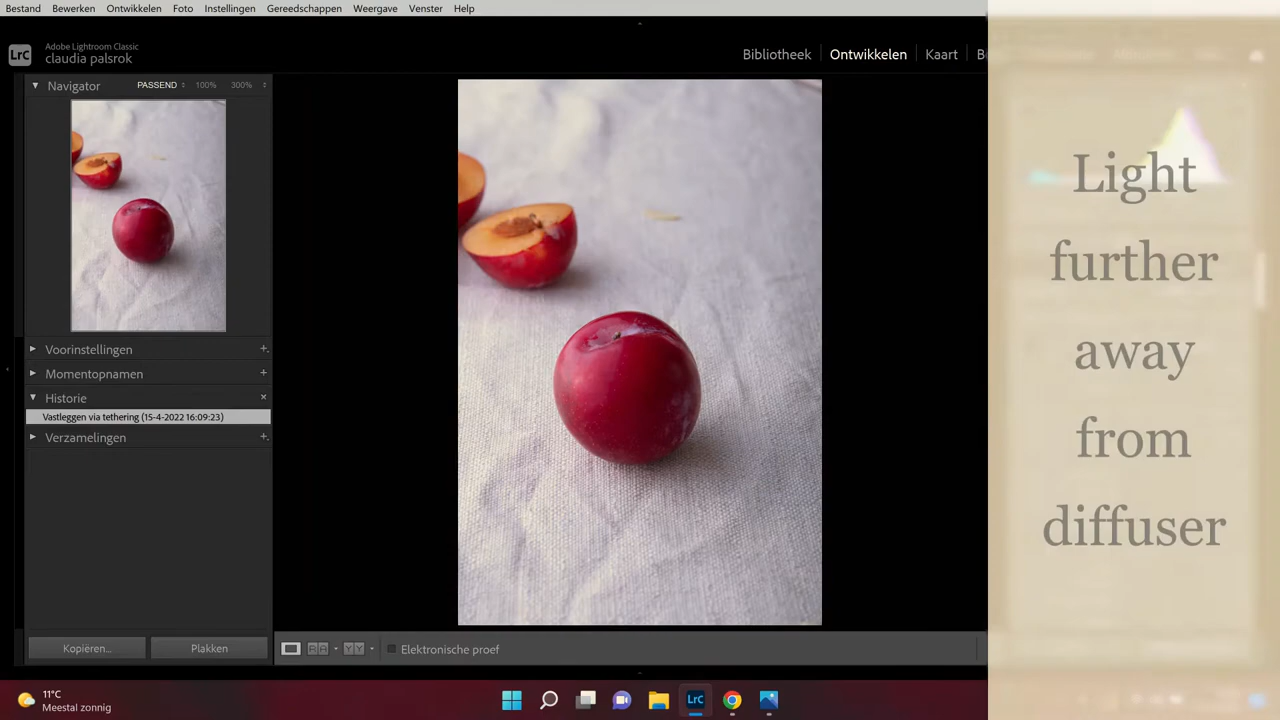 Bestand Bewerken Ontwikkelen Foto Instellingen Gereedschappen Weergave Venster Help
LrC
Adobe Lightroom Classic
claudia palsrok
Bibliotheek Ontwikkelen Kaart
Navigator PASSEND 100% 300%
Voorinstellingen
Momentopnamen
Historie
Vastleggen via tethering (15-4-2022 16:09:23)
Verzamelingen
Kopiëren... Plakken
Elektronische proef
11°C
Meestal zonnig
LrC
Light
further
away
from
diffuser